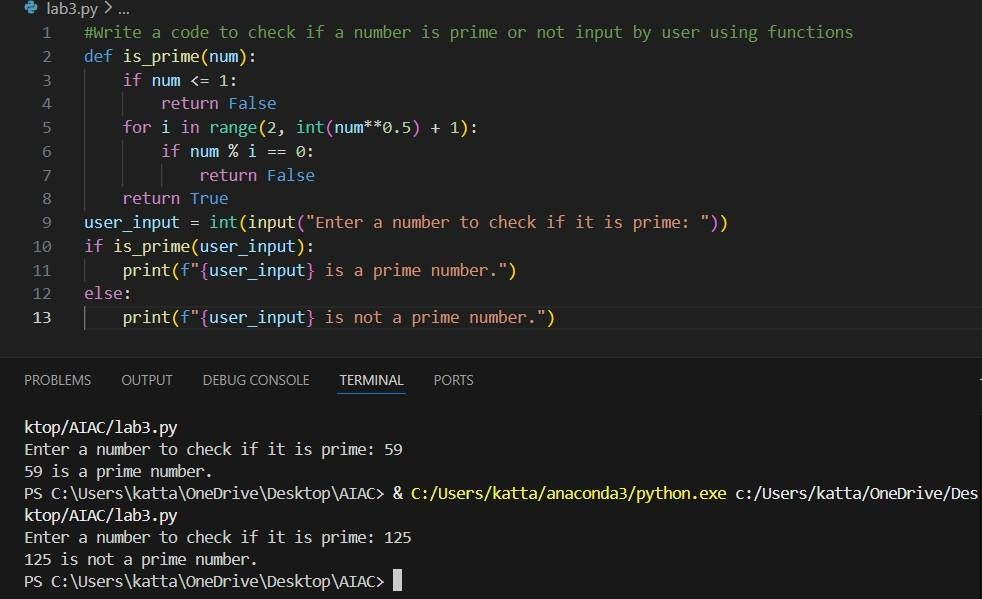 lab3.py > ...
1 #Write a code to check if a number is prime or not input by user using functions
2 def is_prime(num):
3     if num <= 1:
4         return False
5     for i in range(2, int(num**0.5) + 1):
6         if num % i == 0:
7             return False
8     return True
9 user_input = int(input("Enter a number to check if it is prime: "))
10 if is_prime(user_input):
11     print(f"{user_input} is a prime number.")
12 else:
13     print(f"{user_input} is not a prime number.")
PROBLEMS OUTPUT DEBUG CONSOLE TERMINAL PORTS
ktop/AIAC/lab3.py
Enter a number to check if it is prime: 59
59 is a prime number.
PS C:\Users\katta\OneDrive\Desktop\AIAC> & C:/Users/katta/anaconda3/python.exe c:/Users/katta/OneDrive/Des
ktop/AIAC/lab3.py
Enter a number to check if it is prime: 125
125 is not a prime number.
PS C:\Users\katta\OneDrive\Desktop\AIAC>